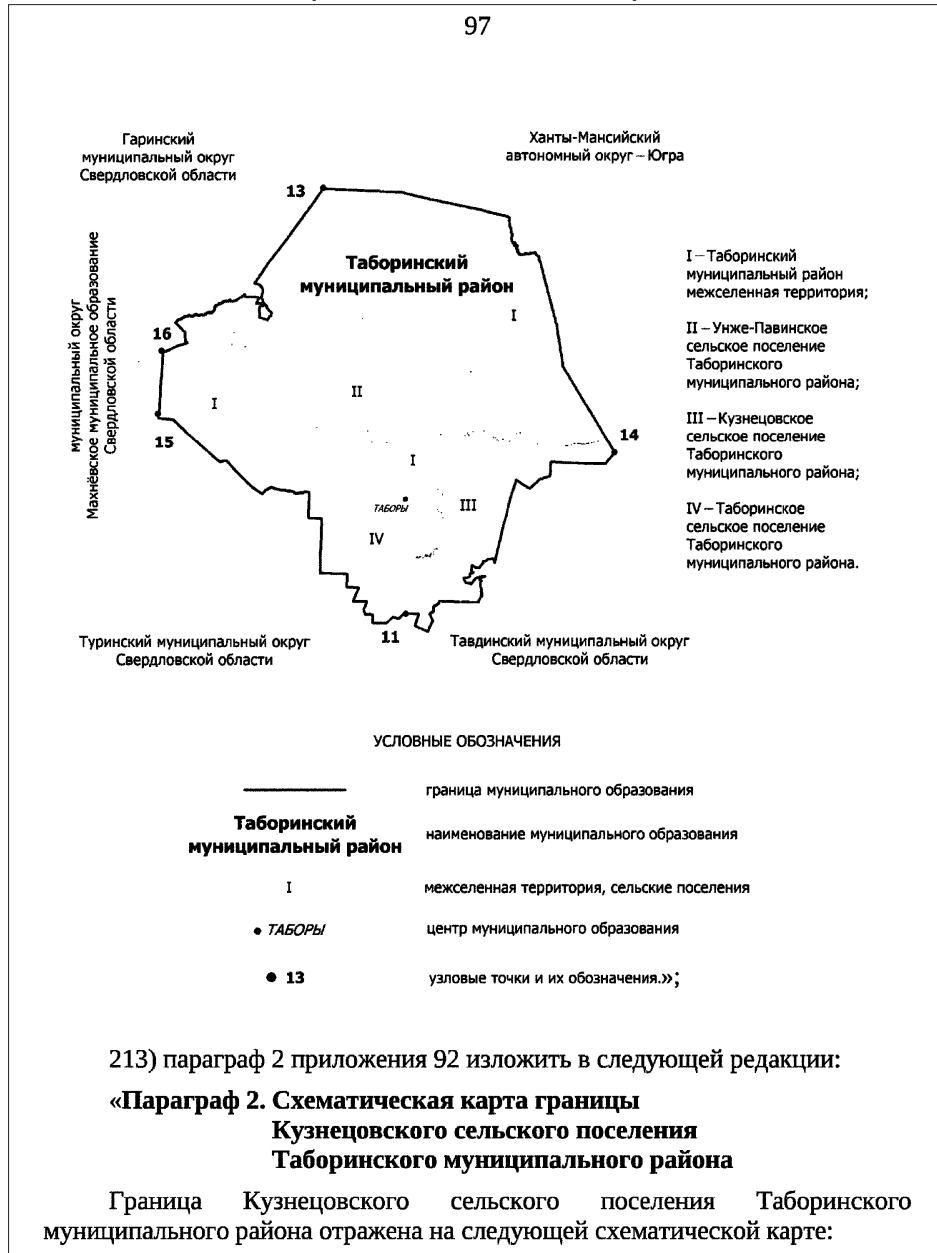 97
Гаринский
муниципальный округ
Свердловской области
Ханты-Мансийский
автономный округ – Югра
13
Таборинский
муниципальный район
I
муниципальный округ
Махнёвское муниципальное образование
Свердловской области
16
I
II
15
14
I
ТАБОРЫ
III
IV
11
I – Таборинский
муниципальный район
межселенная территория;
II – Унже-Павинское
сельское поселение
Таборинского
муниципального района;
III – Кузнецовское
сельское поселение
Таборинского
муниципального района;
IV – Таборинское
сельское поселение
Таборинского
муниципального района.
Туринский муниципальный округ
Свердловской области
Тавдинский муниципальный округ
Свердловской области
УСЛОВНЫЕ ОБОЗНАЧЕНИЯ
граница муниципального образования
Таборинский
муниципальный район
наименование муниципального образования
I межселенная территория, сельские поселения
• ТАБОРЫ центр муниципального образования
• 13 узловые точки и их обозначения.»;
213) параграф 2 приложения 92 изложить в следующей редакции:
«Параграф 2. Схематическая карта границы
Кузнецовского сельского поселения
Таборинского муниципального района
Граница Кузнецовского сельского поселения Таборинского
муниципального района отражена на следующей схематической карте: